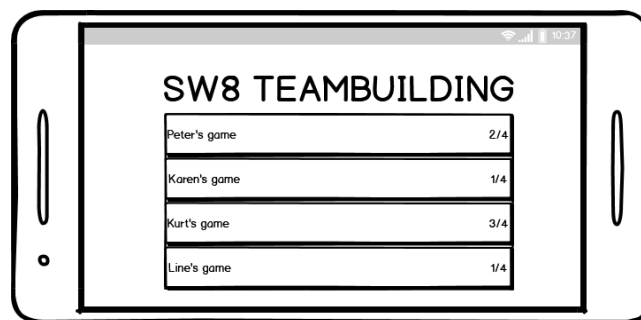 10:37
SW8 TEAMBUILDING
Peter's game 2/4
Karen's game 1/4
Kurt's game 3/4
Line's game 1/4